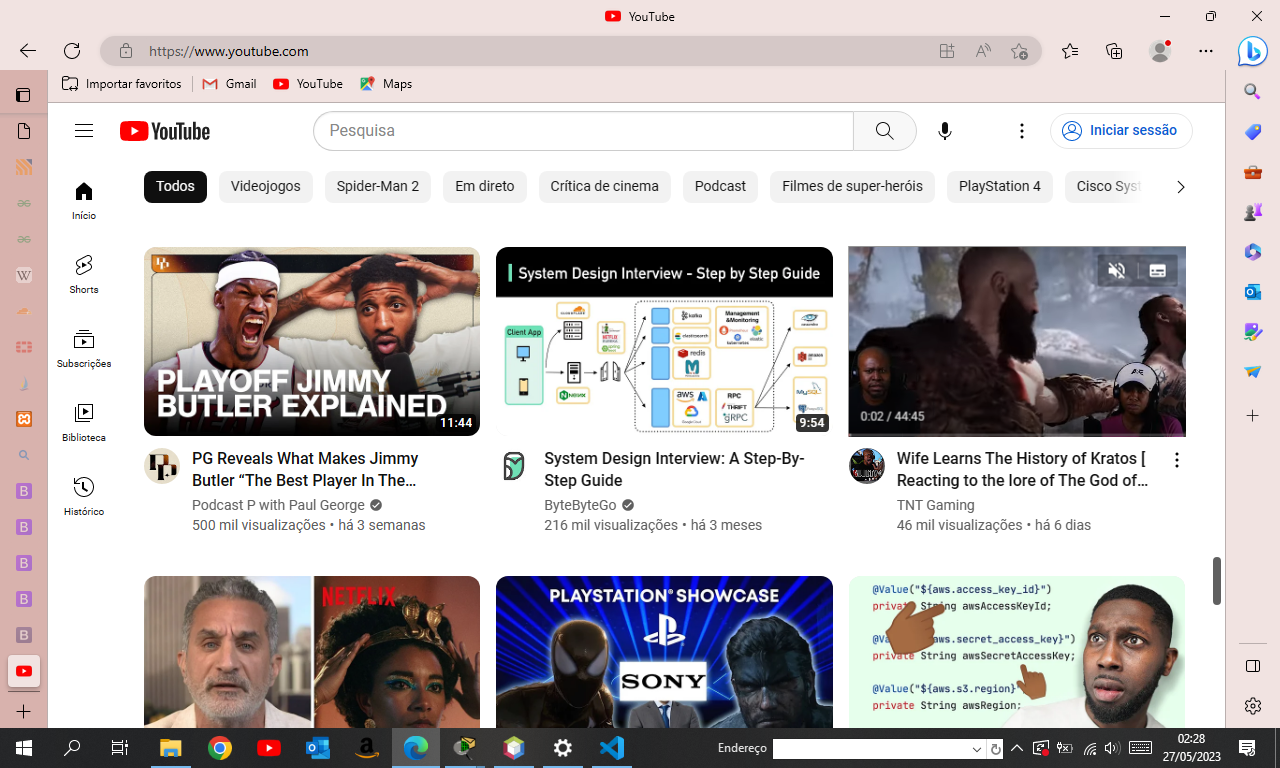 YouTube
https://www.youtube.com
Importar favoritos
Gmail
YouTube
Maps
YouTube
Pesquisa
Iniciar sessão
Todos
Videojogos
Spider-Man 2
Em direto
Crítica de cinema
Podcast
Filmes de super-heróis
PlayStation 4
Cisco Syst
Início
Shorts
Subscrições
Biblioteca
Histórico
PLAYOFF JIMMY
BUTLER EXPLAINED
11:44
PG Reveals What Makes Jimmy
Butler “The Best Player In The…
Podcast P with Paul George
500 mil visualizações • há 3 semanas
System Design Interview - Step by Step Guide
Client App
Management
&Monitoring
kafka
elasticsearch
redis
aws
RPC
THRIFT
gRPC
MySQL
NGINX
9:54
System Design Interview: A Step-By-
Step Guide
ByteByteGo
216 mil visualizações • há 3 meses
0:02 / 44:45
Wife Learns The History of Kratos [
Reacting to the lore of The God of…
TNT Gaming
46 mil visualizações • há 6 dias
NETFLIX
PLAYSTATION® SHOWCASE
SONY
@Value("${aws.access_key_id}")
private String awsAccessKeyId;
aws.secret_access_key}")
private String awsSecretAccessKey;
@Value("${aws.s3.region}
private String awsRegion;
Endereço
02:28
27/05/2023